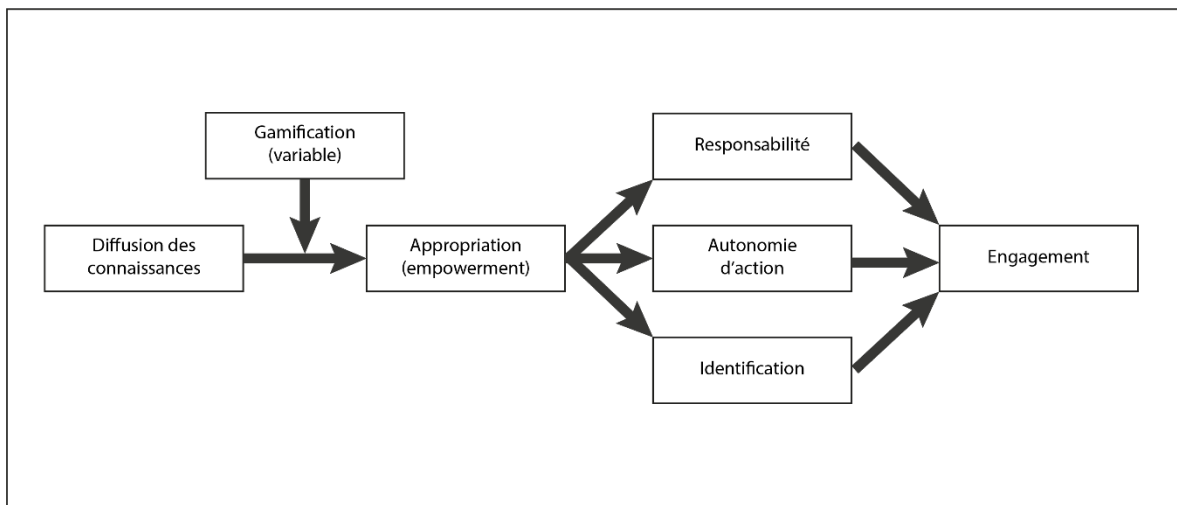 Gamification
(variable)
Diffusion des
connaissances
Appropriation
(empowerment)
Responsabilité
Autonomie
d'action
Identification
Engagement